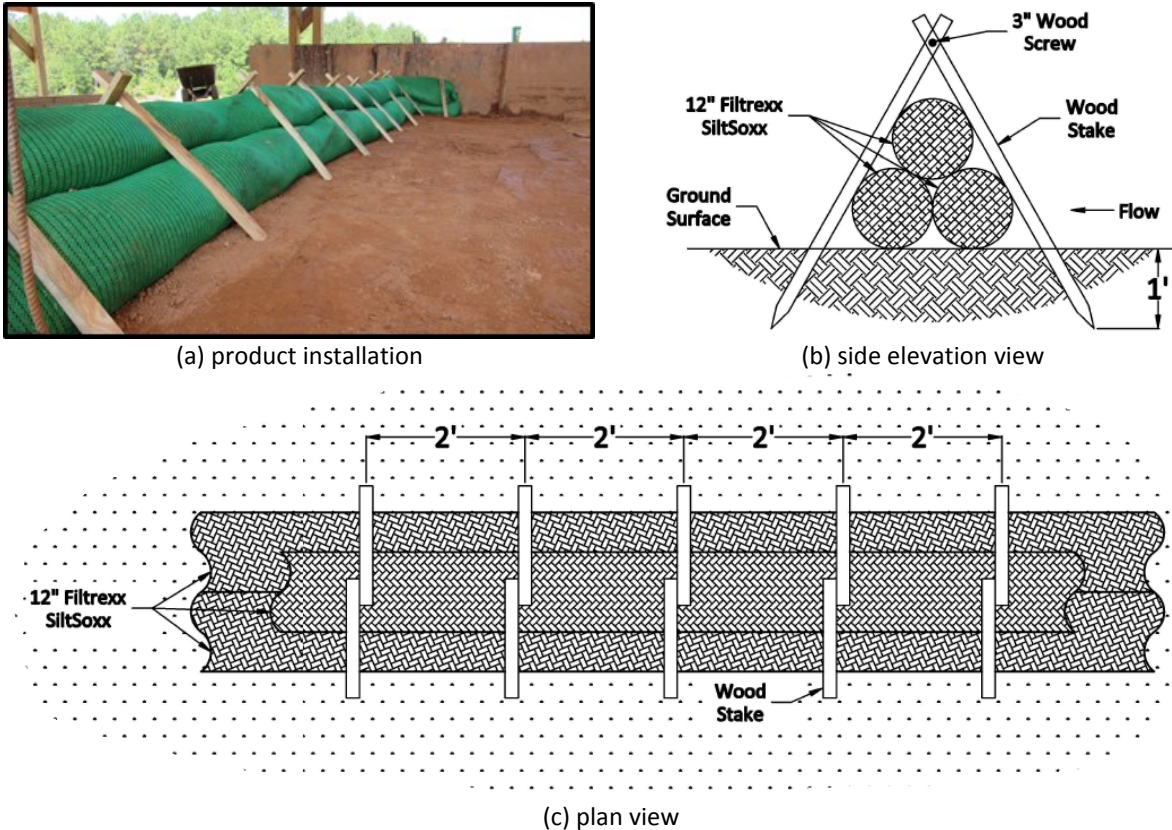 3" Wood
Screw
12" Filtrexx
SiltSoxx
Wood
Stake
Ground
Surface
Flow
1'
(a) product installation
(b) side elevation view
2'
2'
2'
2'
12" Filtrexx
SiltSoxx
Wood
Stake
(c) plan view